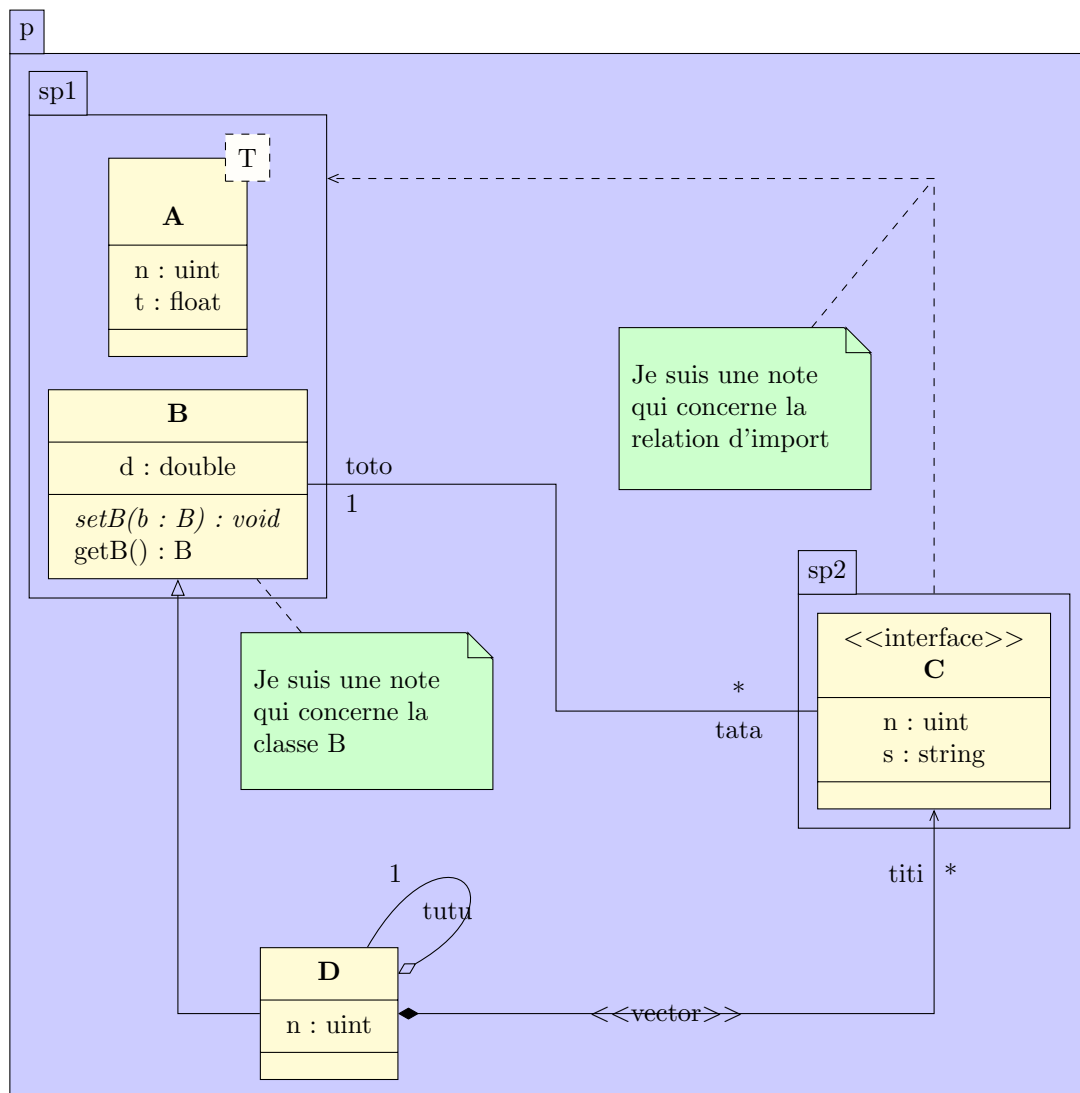 p
sp1
T
A
n : uint
t : float
B
d : double
setB(b : B) : void
getB() : B
toto
1
Je suis une note
qui concerne la
relation d'import
sp2
<<interface>>
C
n : uint
s : string
*
tata
Je suis une note
qui concerne la
classe B
titi *
1
tutu
D
n : uint
<<vector>>